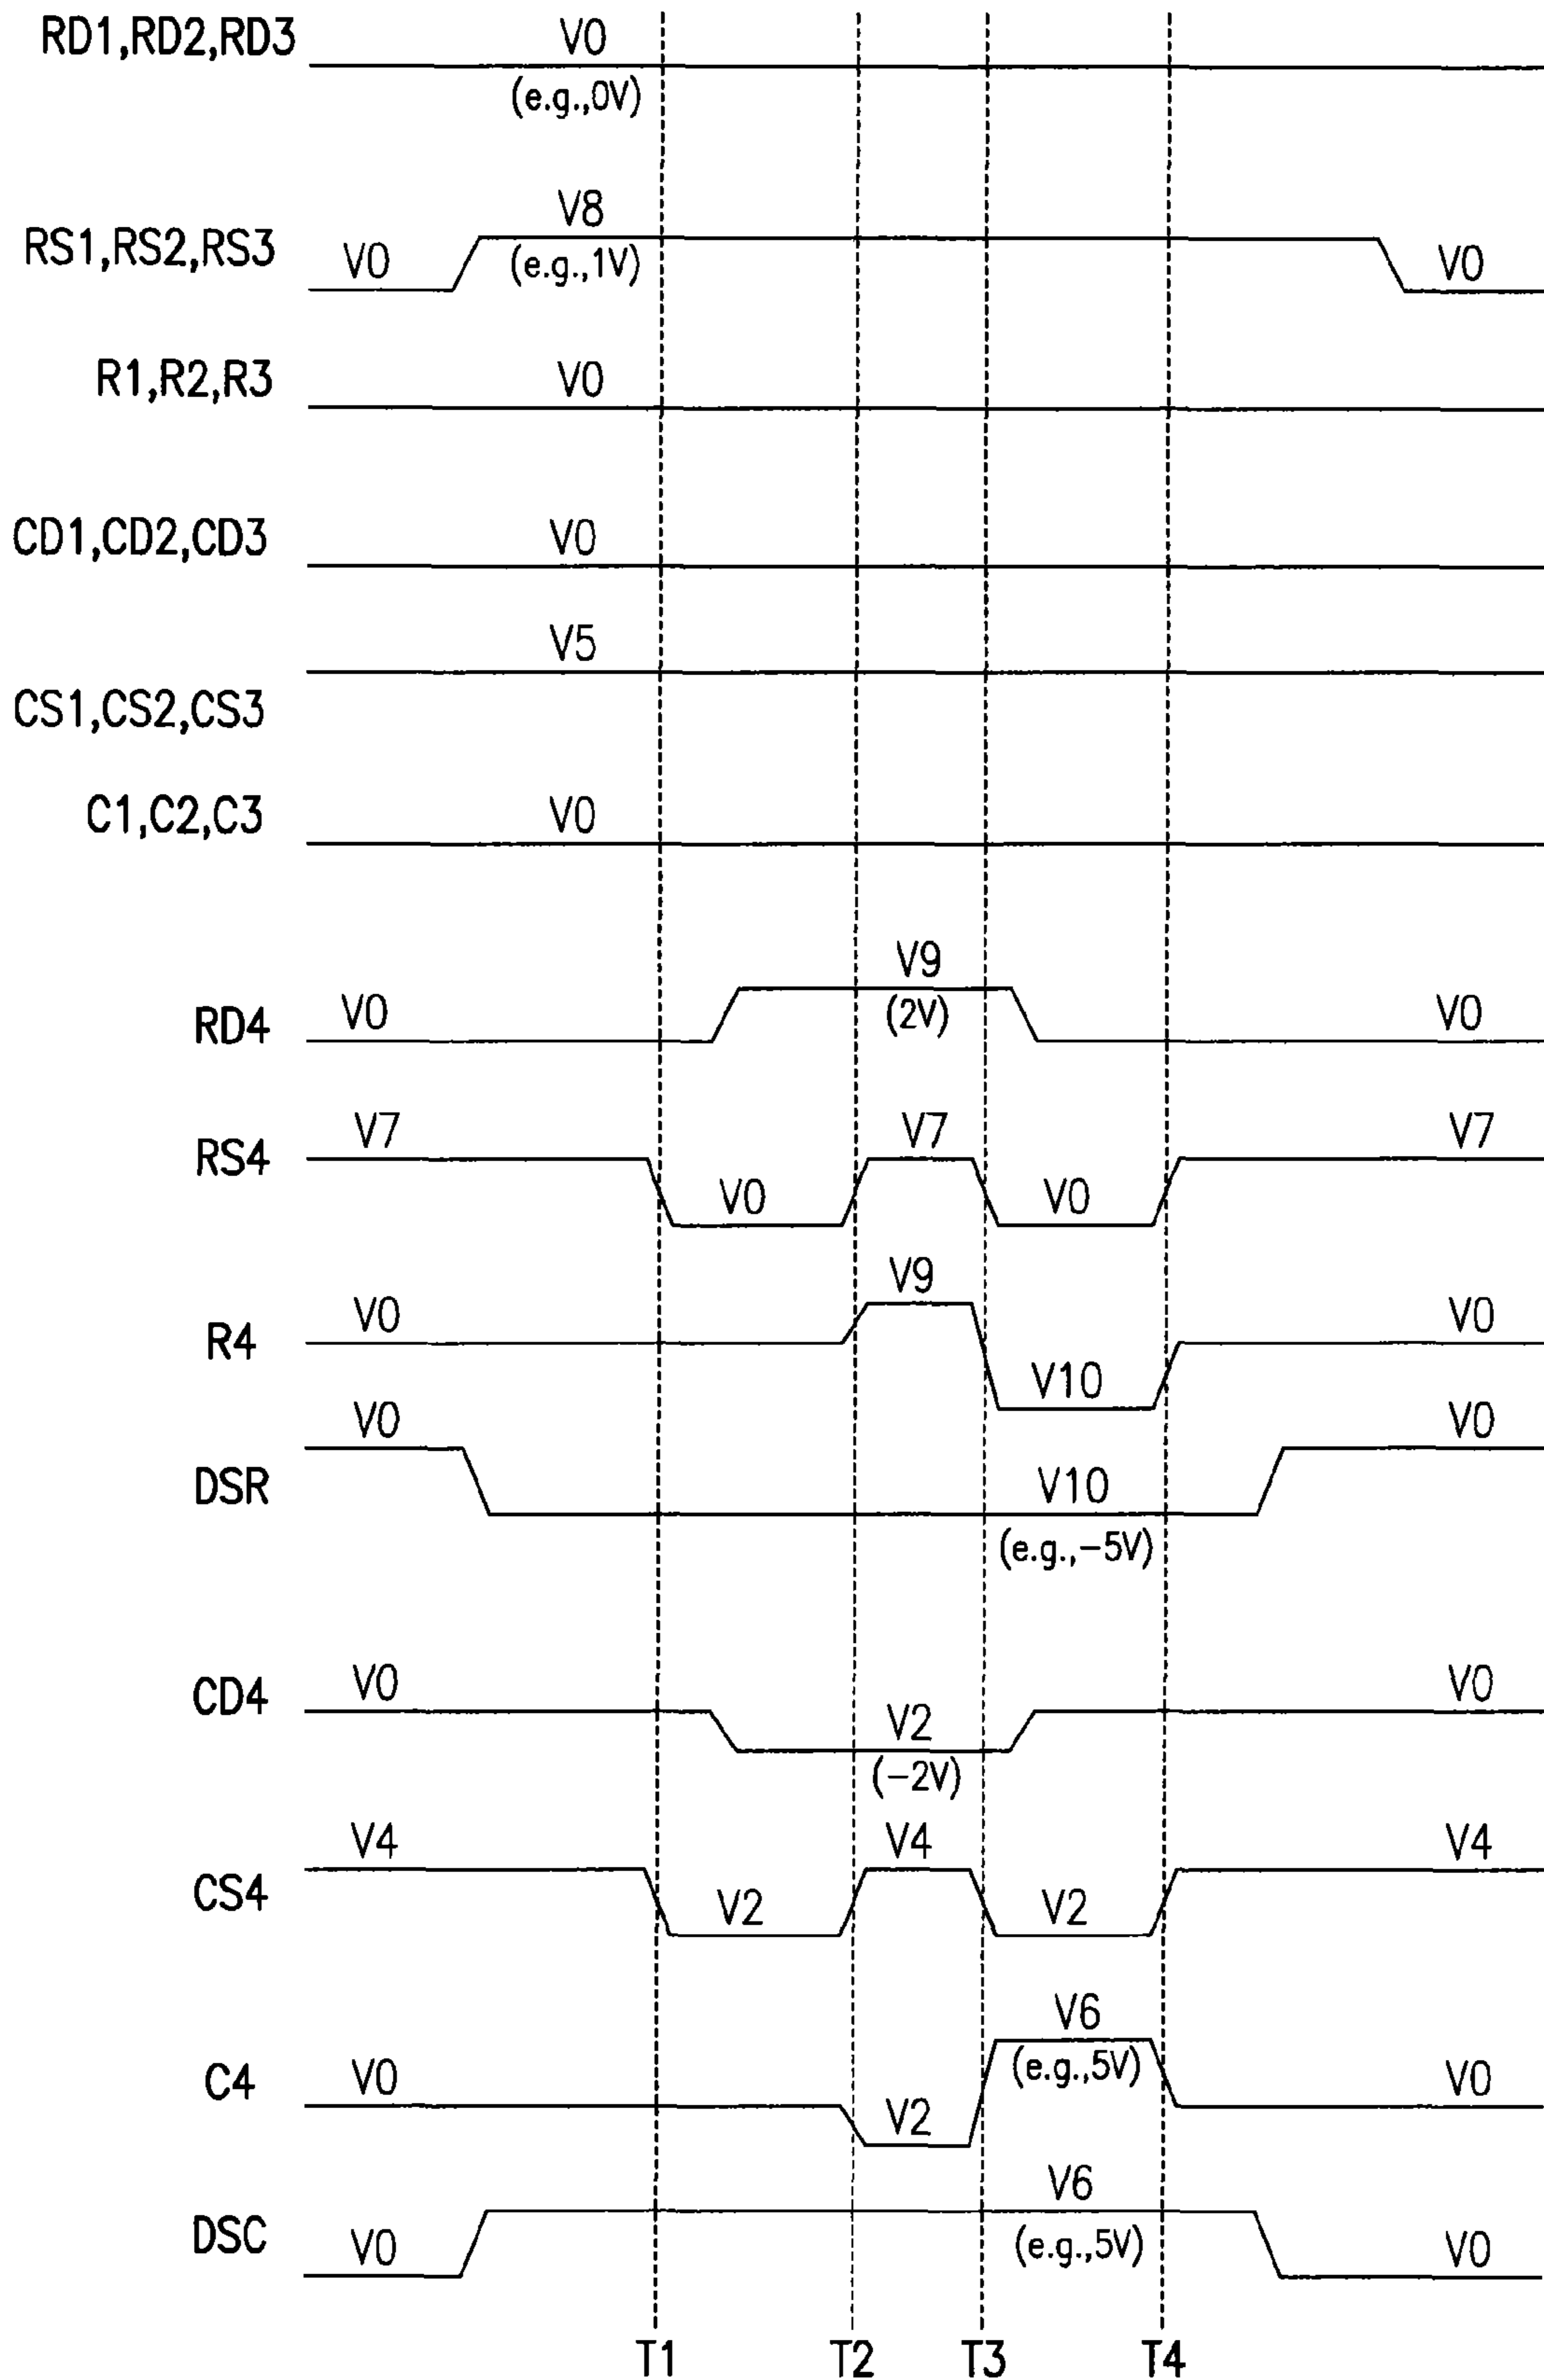 RD1,RD2,RD3 V0
(e.g.,0V)
V8
RS1,RS2,RS3 V0 (e.g.,1V) V0
R1,R2,R3 V0
CD1,CD2,CD3 V0
V5
CS1,CS2,CS3
C1,C2,C3 V0
V9
RD4 V0 (2V) V0
V7 V7 V7
RS4
V0 V0
V9
V0 V0
R4
V10
V0 V0
DSR V10
(e.g.,-5V)
CD4 V0 V0
V2
(-2V)
V4 V4 V4
CS4 V2 V2
V6
C4 V0 (e.g.,5V) V0
V2
V6
DSC V0 (e.g.,5V) V0
T1 T2 T3 T4